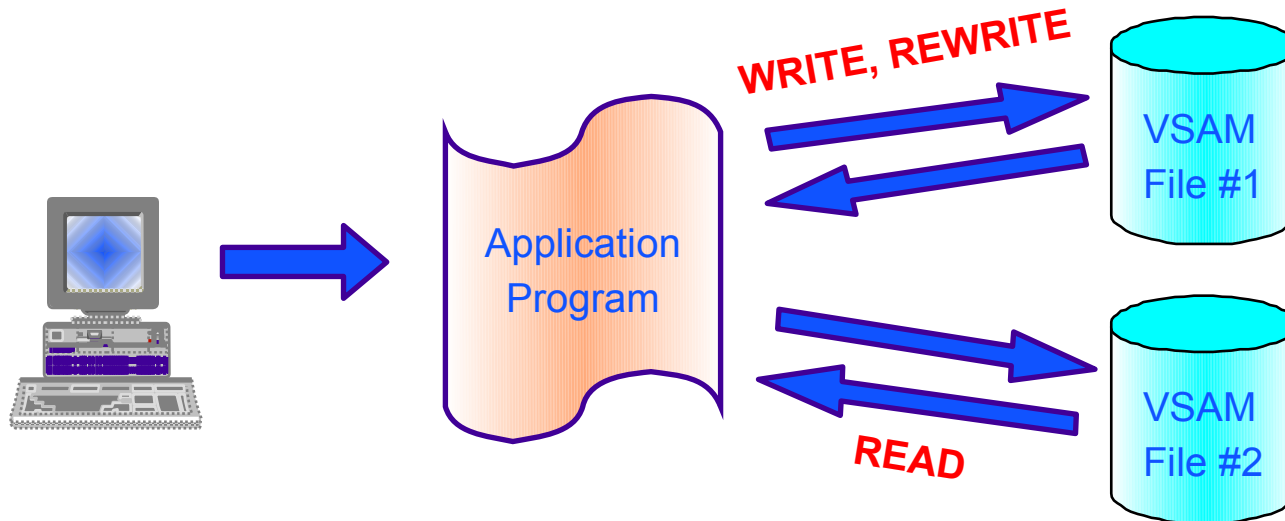 WRITE, REWRITE
VSAM
File #1
Application
Program
VSAM
File #2
READ